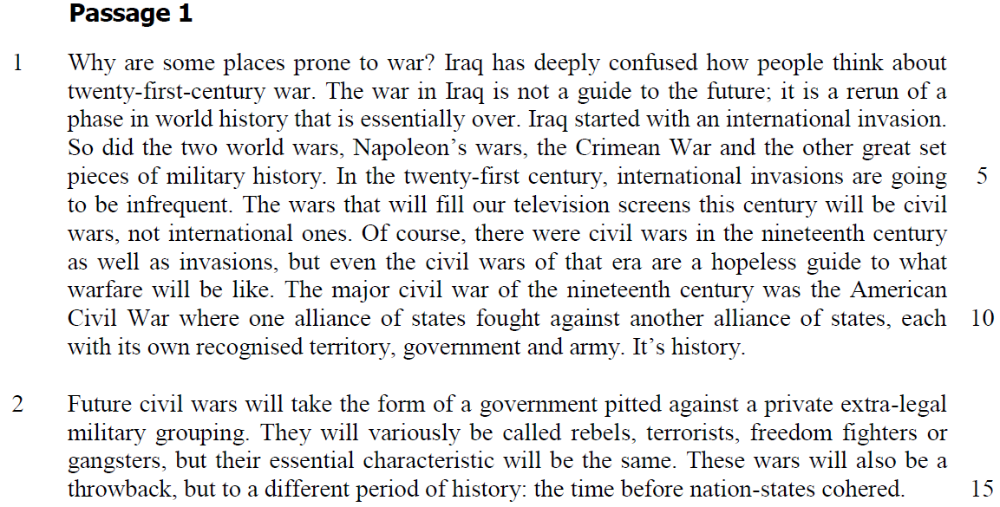 Passage 1
1 Why are some places prone to war? Iraq has deeply confused how people think about
twenty-first-century war. The war in Iraq is not a guide to the future; it is a rerun of a
phase in world history that is essentially over. Iraq started with an international invasion.
So did the two world wars, Napoleon’s wars, the Crimean War and the other great set
pieces of military history. In the twenty-first century, international invasions are going 5
to be infrequent. The wars that will fill our television screens this century will be civil
wars, not international ones. Of course, there were civil wars in the nineteenth century
as well as invasions, but even the civil wars of that era are a hopeless guide to what
warfare will be like. The major civil war of the nineteenth century was the American
Civil War where one alliance of states fought against another alliance of states, each 10
with its own recognised territory, government and army. It’s history.
2 Future civil wars will take the form of a government pitted against a private extra-legal
military grouping. They will variously be called rebels, terrorists, freedom fighters or
gangsters, but their essential characteristic will be the same. These wars will also be a
throwback, but to a different period of history: the time before nation-states cohered. 15